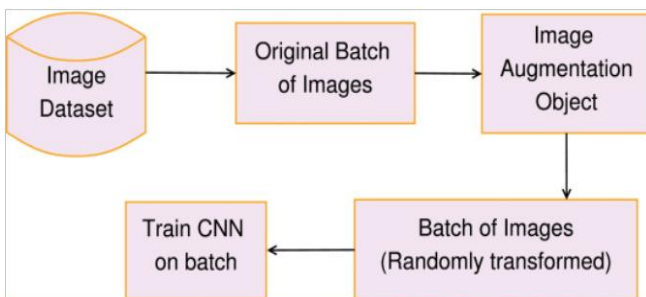 Image
Dataset
Original Batch
of Images
Image
Augmentation
Object
Batch of Images
(Randomly transformed)
Train CNN
on batch